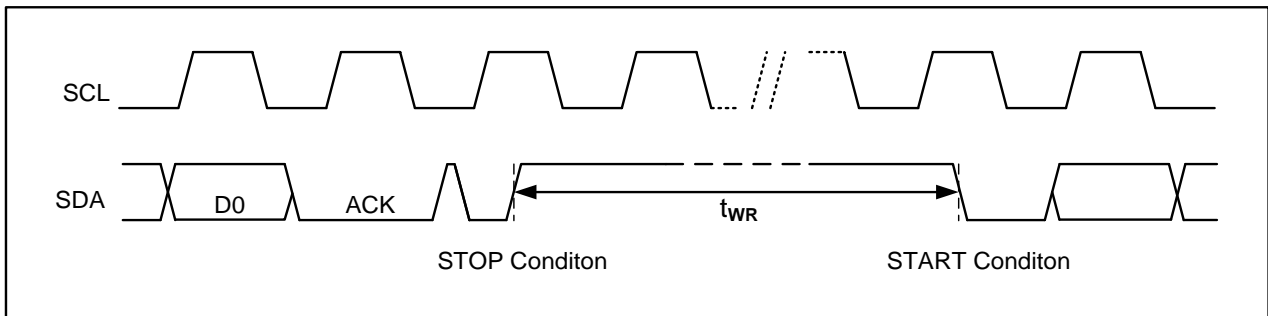 SCL
SDA
D0
ACK
tWR
STOP Conditon
START Conditon